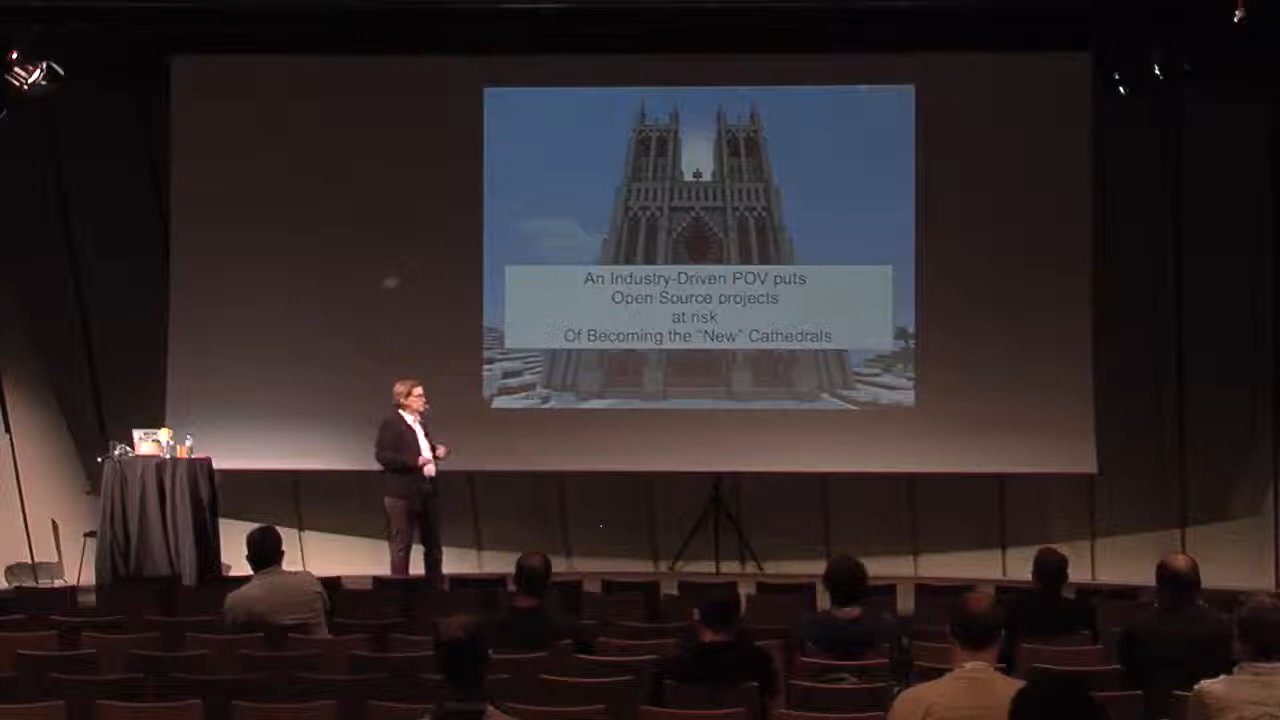 An Industry-Driven POV puts
Open Source projects
at risk
Of Becoming the "New" Cathedrals